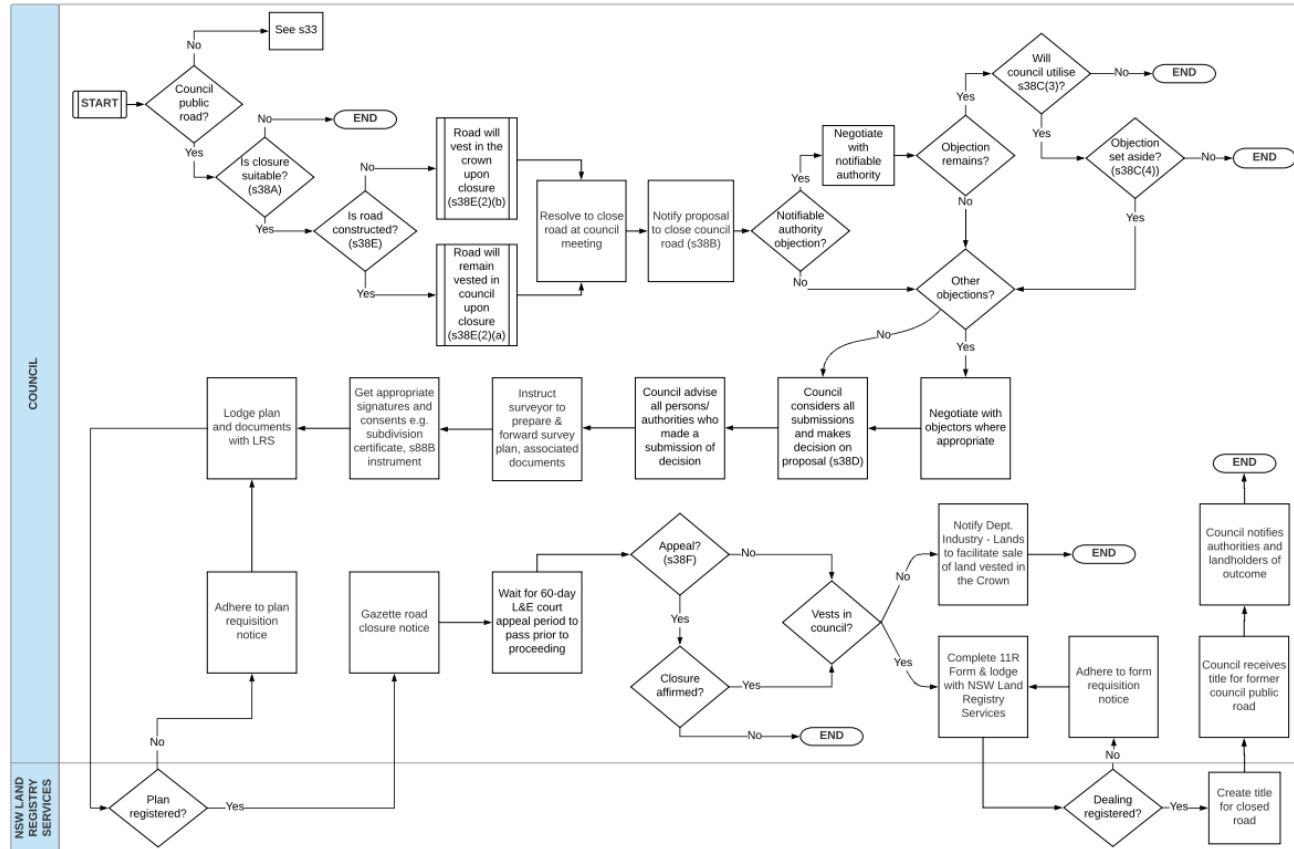 COUNCIL
NSW LAND
REGISTRY
SERVICES
START
Council
public
road?
No
See s33
Yes
Is closure
suitable?
(s38A)
No
END
Yes
Is road
constructed?
(s38E)
No
Road will
vest in the
crown
upon
closure
(s38E(2)(b)
Yes
Road will
remain
vested in
council
upon
closure
(s38E(2)(a)
Resolve to close
road at council
meeting
Notify proposal
to close council
road (s38B)
Notifiable
authority
objection?
Yes
Negotiate
with
notifiable
authority
No
Objection
remains?
Yes
Will
council utilise
s38C(3)?
No
END
Yes
Objection
set aside?
(s38C(4))
No
END
Yes
No
Other
objections?
No
Yes
Negotiate with
objectors where
appropriate
Council
considers all
submissions
and makes
decision on
proposal (s38D)
Council advise
all persons/
authorities who
made a
submission of
decision
Instruct
surveyor to
prepare &
forward survey
plan, associated
documents
Get appropriate
signatures and
consents e.g.
subdivision
certificate, s88B
instrument
Lodge plan
and documents
with LRS
Plan
registered?
No
Adhere to plan
requisition
notice
Yes
Gazette road
closure notice
Wait for 60-day
L&E court
appeal period to
pass prior to
proceeding
Appeal?
(s38F)
No
Yes
Closure
affirmed?
Yes
No
END
Vests in
council?
No
Notify Dept.
Industry - Lands
to facilitate sale
of land vested in
the Crown
END
Yes
Complete 11R
Form & lodge
with NSW Land
Registry
Services
Dealing
registered?
No
Adhere to form
requisition
notice
Yes
Create title
for closed
road
Council receives
title for former
council public
road
Council notifies
authorities and
landholders of
outcome
END